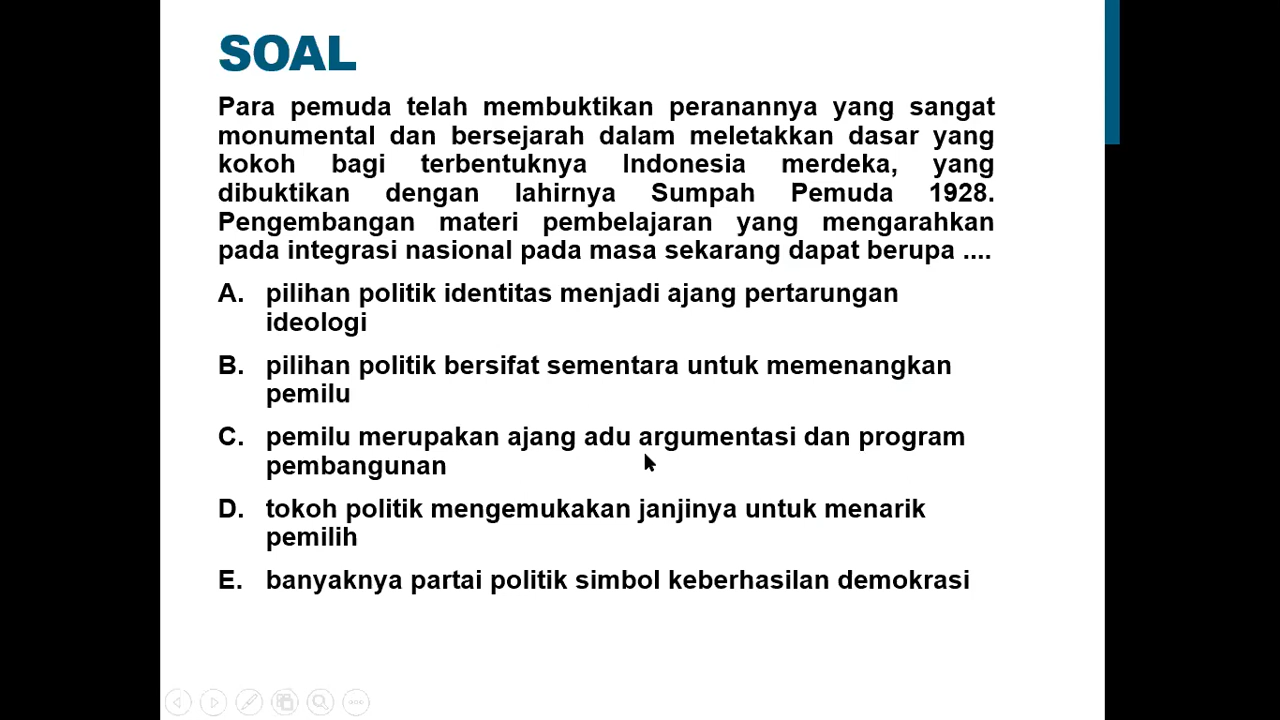 SOAL
Para pemuda telah membuktikan peranannya yang sangat
monumental dan bersejarah dalam meletakkan dasar yang
kokoh bagi terbentuknya Indonesia merdeka, yang
dibuktikan dengan lahirnya Sumpah Pemuda 1928.
Pengembangan materi pembelajaran yang mengarahkan
pada integrasi nasional pada masa sekarang dapat berupa ....
A. pilihan politik identitas menjadi ajang pertarungan
ideologi
B. pilihan politik bersifat sementara untuk memenangkan
pemilu
C. pemilu merupakan ajang adu argumentasi dan program
pembangunan
D. tokoh politik mengemukakan janjinya untuk menarik
pemilih
E. banyaknya partai politik simbol keberhasilan demokrasi